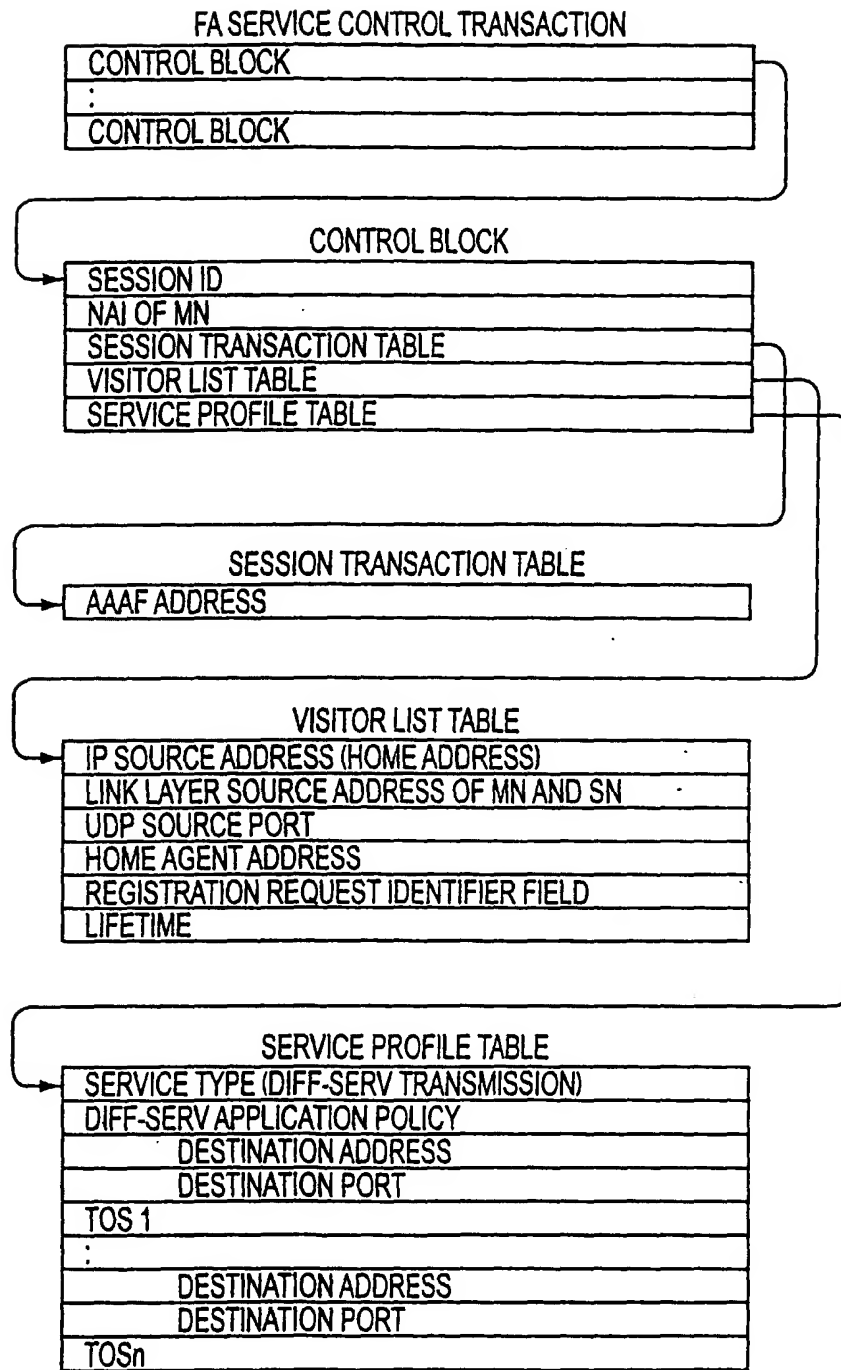 FA SERVICE CONTROL TRANSACTION
CONTROL BLOCK
:
CONTROL BLOCK
CONTROL BLOCK
SESSION ID
NAI OF MN
SESSION TRANSACTION TABLE
VISITOR LIST TABLE
SERVICE PROFILE TABLE
SESSION TRANSACTION TABLE
AAAF ADDRESS
VISITOR LIST TABLE
IP SOURCE ADDRESS (HOME ADDRESS)
LINK LAYER SOURCE ADDRESS OF MN AND SN
UDP SOURCE PORT
HOME AGENT ADDRESS
REGISTRATION REQUEST IDENTIFIER FIELD
LIFETIME
SERVICE PROFILE TABLE
SERVICE TYPE (DIFF-SERV TRANSMISSION)
DIFF-SERV APPLICATION POLICY
DESTINATION ADDRESS
DESTINATION PORT
TOS 1
:
DESTINATION ADDRESS
DESTINATION PORT
TOSn